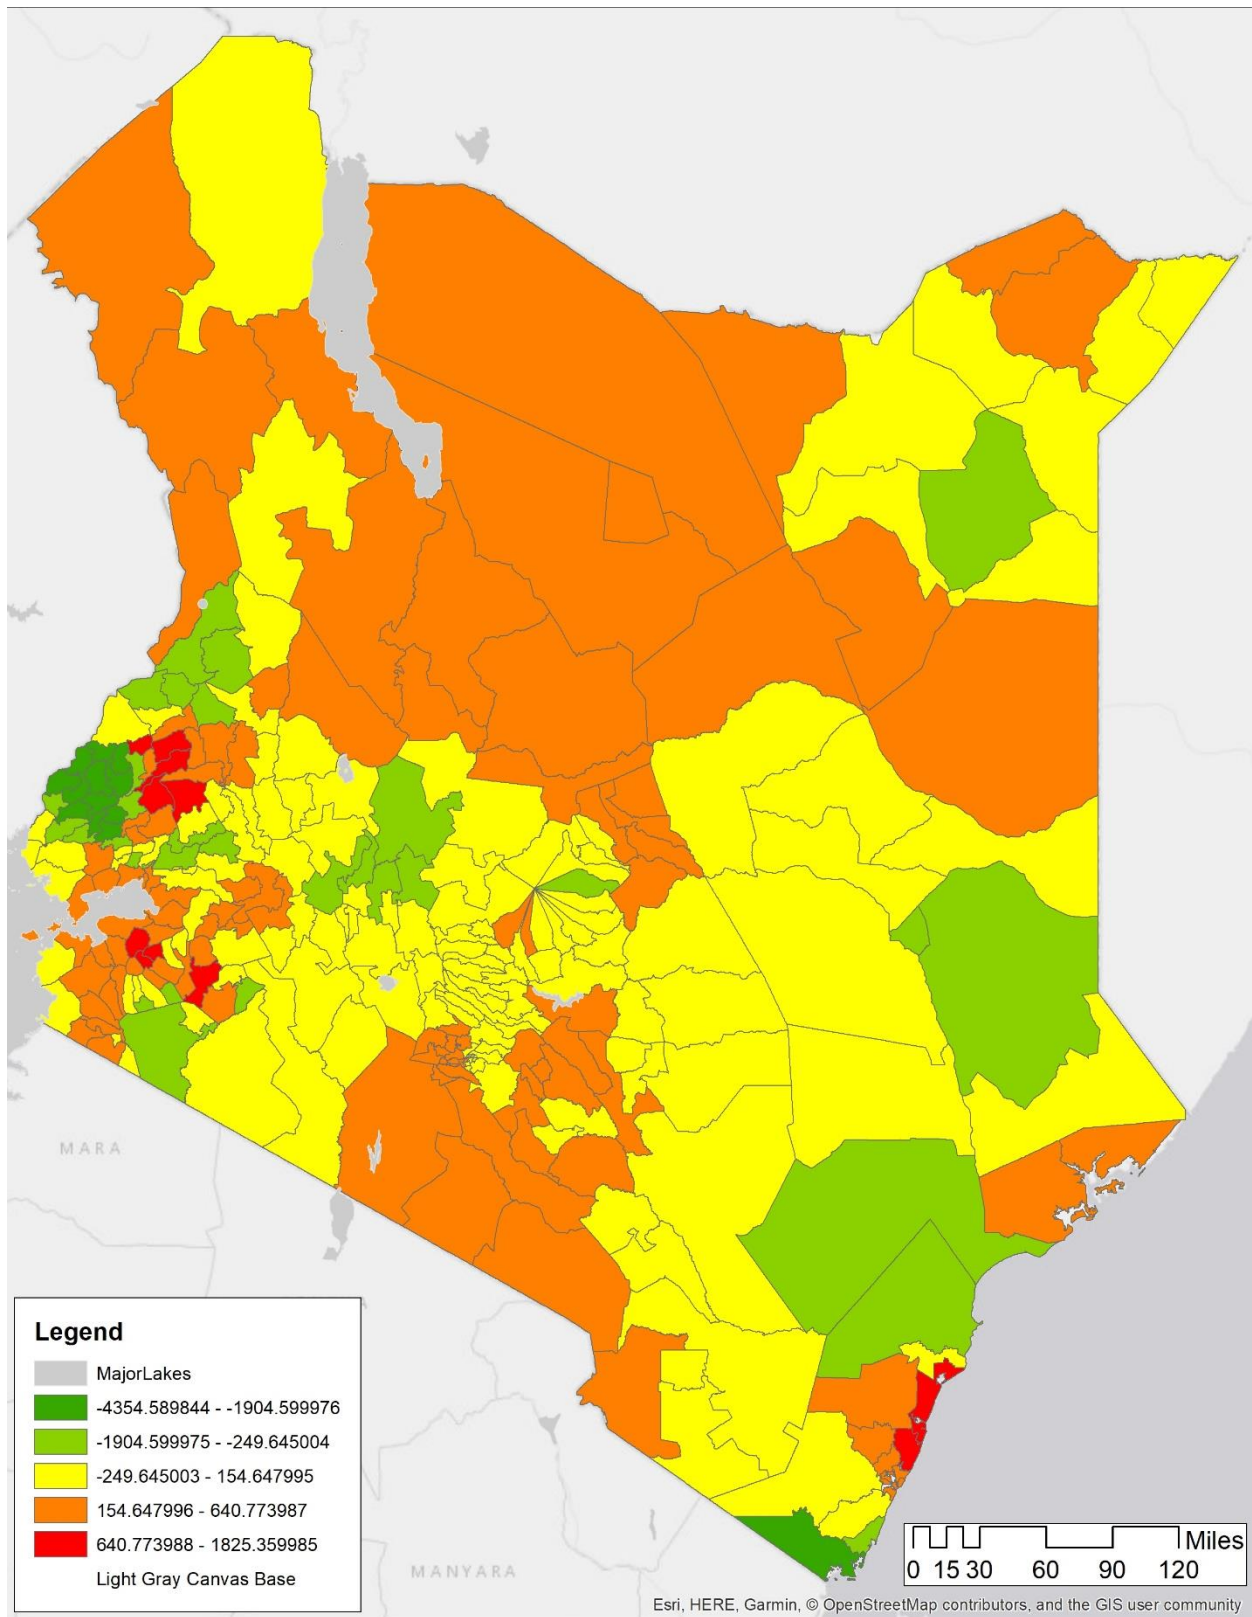 MARA
MANYARA
Legend
MajorLakes
-4354.589844 - -1904.599976
-1904.599975 - -249.645004
-249.645003 - 154.647995
154.647996 - 640.773987
640.773988 - 1825.359985
Light Gray Canvas Base
Miles
0 15 30 60 90 120
Esri, HERE, Garmin, © OpenStreetMap contributors, and the GIS user community